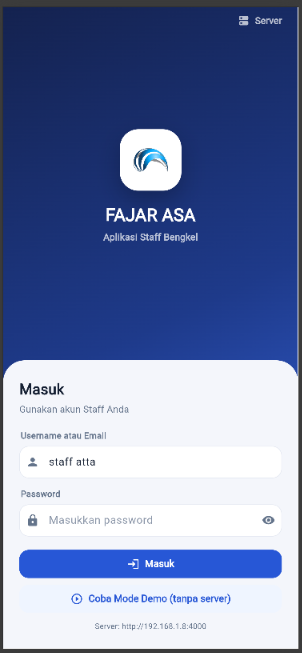 Server
FAJAR ASA
Aplikasi Staff Bengkel
Masuk
Gunakan akun Staff Anda
Username atau Email
staff atta
Password
Masukkan password
Masuk
Coba Mode Demo (tanpa server)
Server: http://192.168.1.8:4000